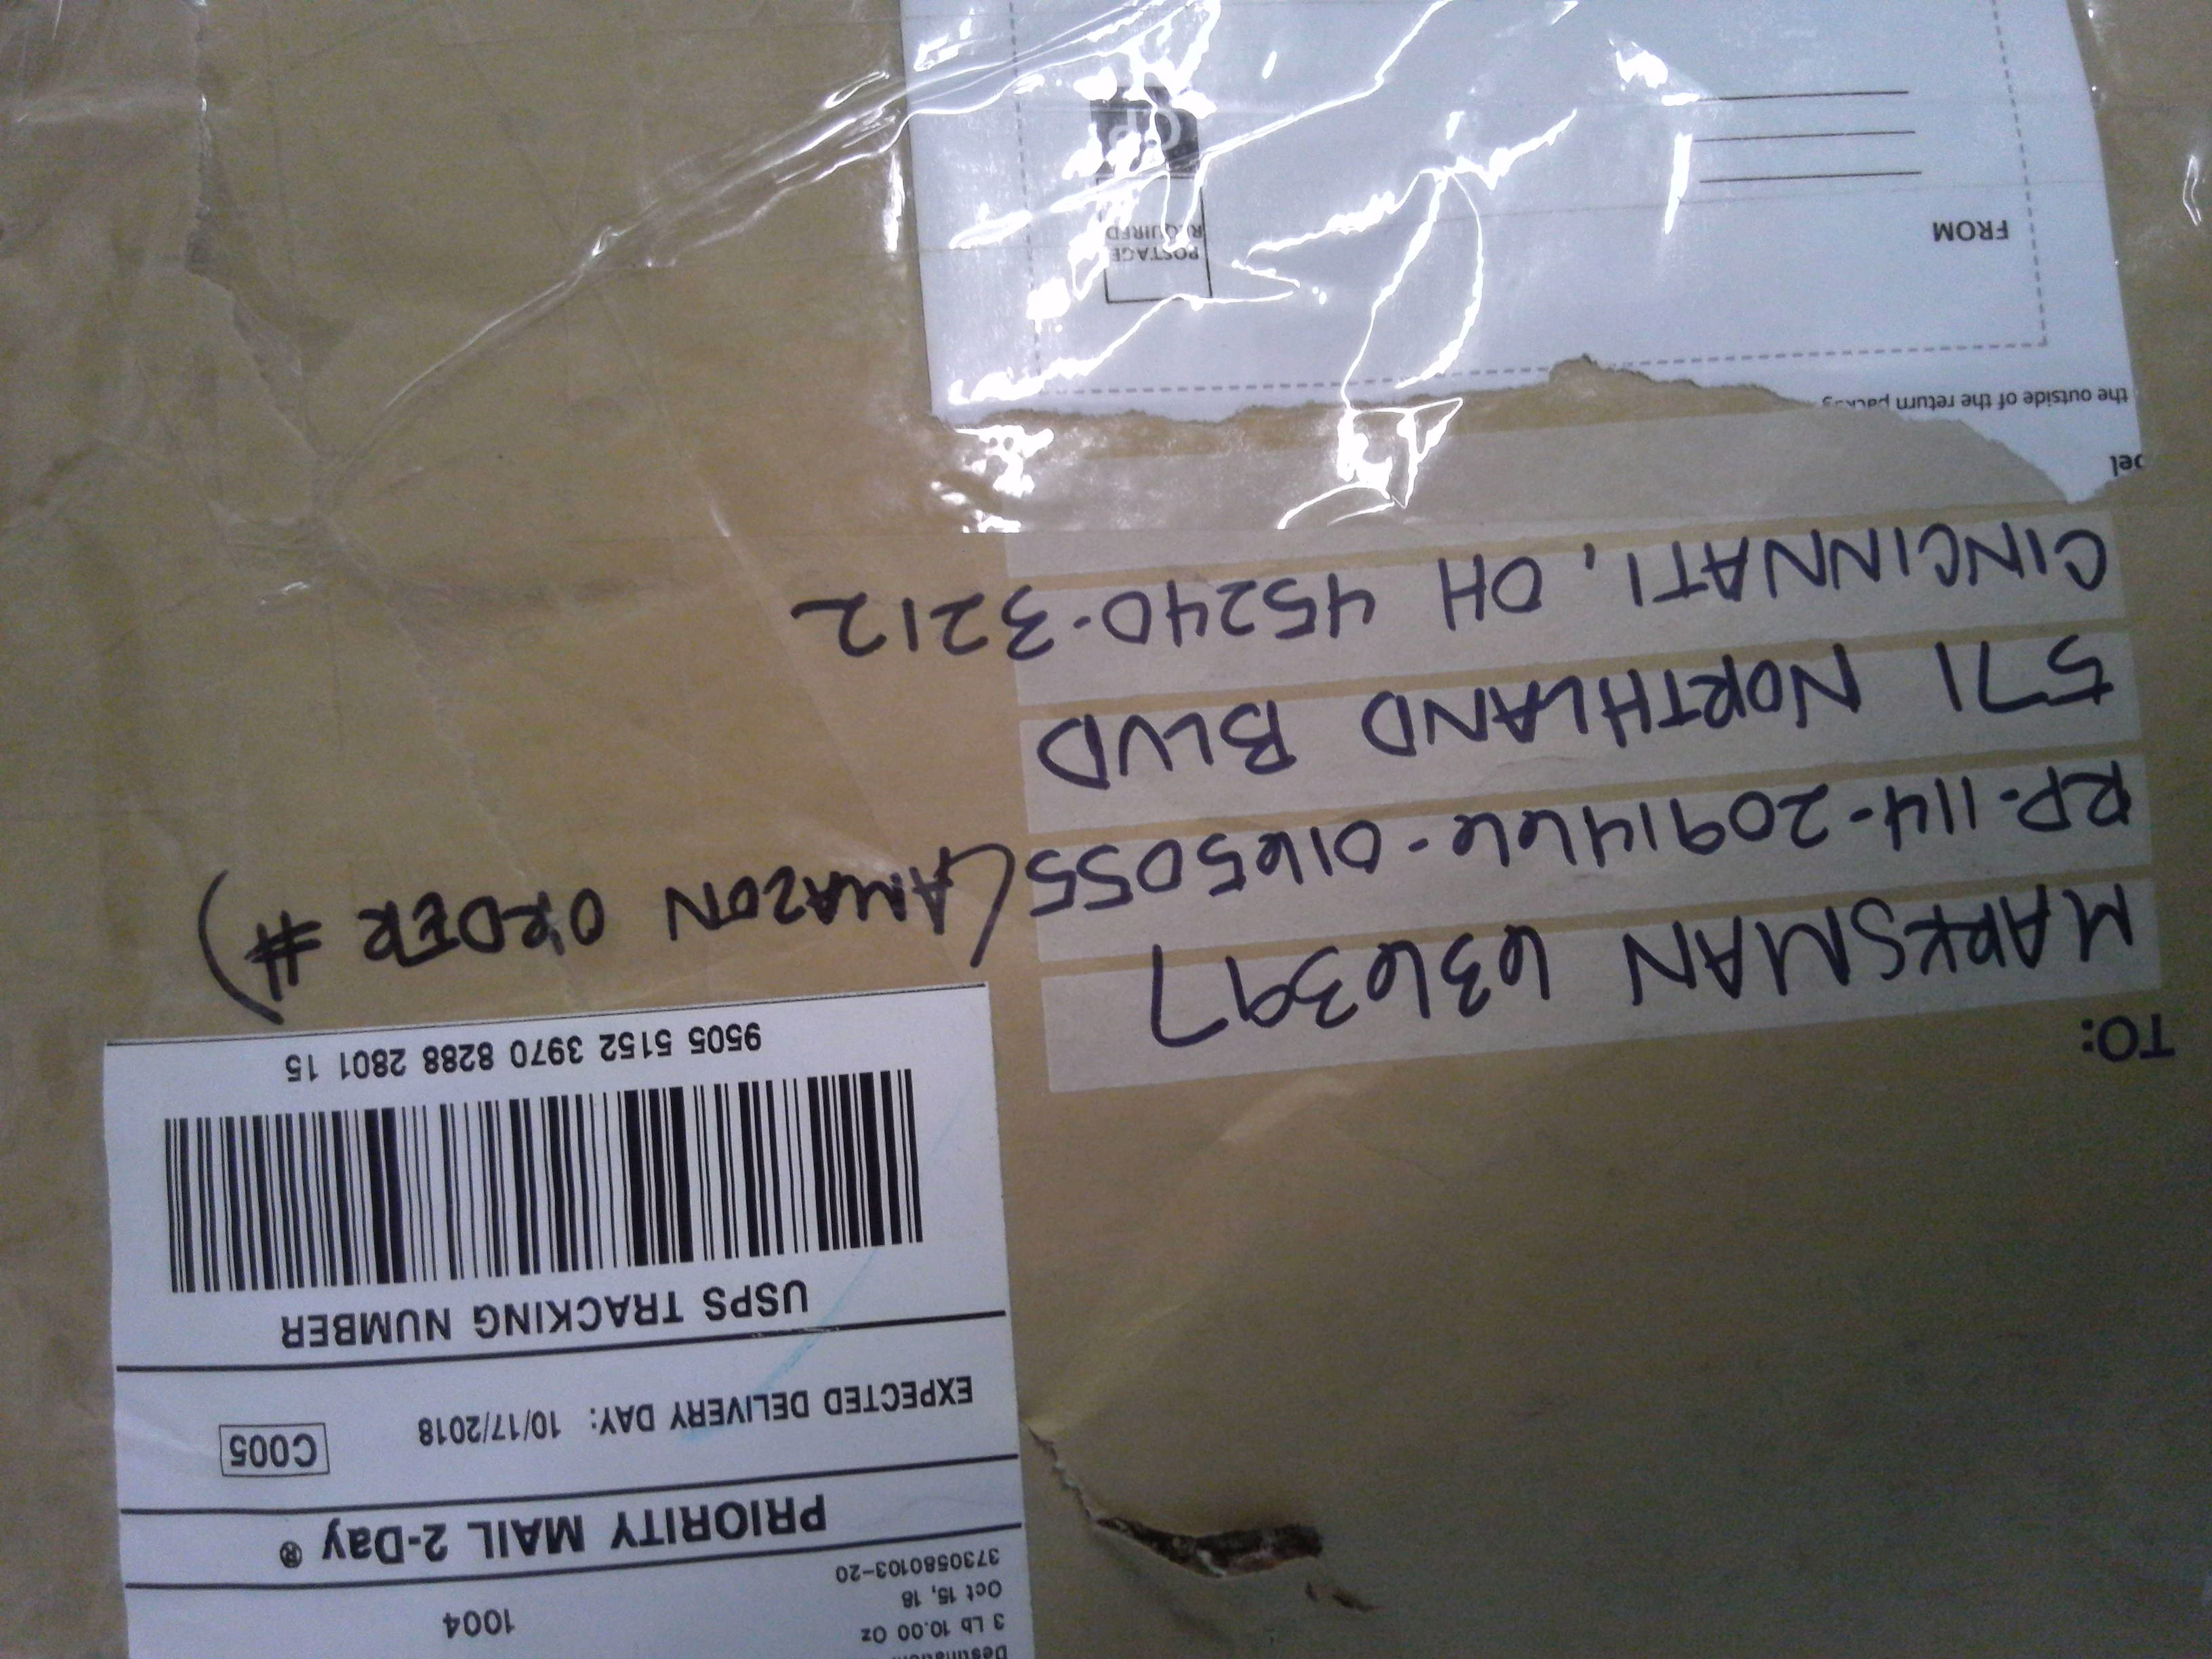 3 Lb 10.00 Oz
1004
Oct 15, 18
3730580103-20
PRIORITY MAIL 2-Day ®
EXPECTED DELIVERY DAY: 10/17/2018
C005
USPS TRACKING NUMBER
9505 5152 3970 8288 2801 15
TO:
MARKSMAN 636397
RP-114-2091466-0165055 (AMAZON ORDER #)
571 NORTHLAND BLVD
CINCINNATI, OH 45240-3212
the outside of the return
FROM
POSTAGE
REQUIRED